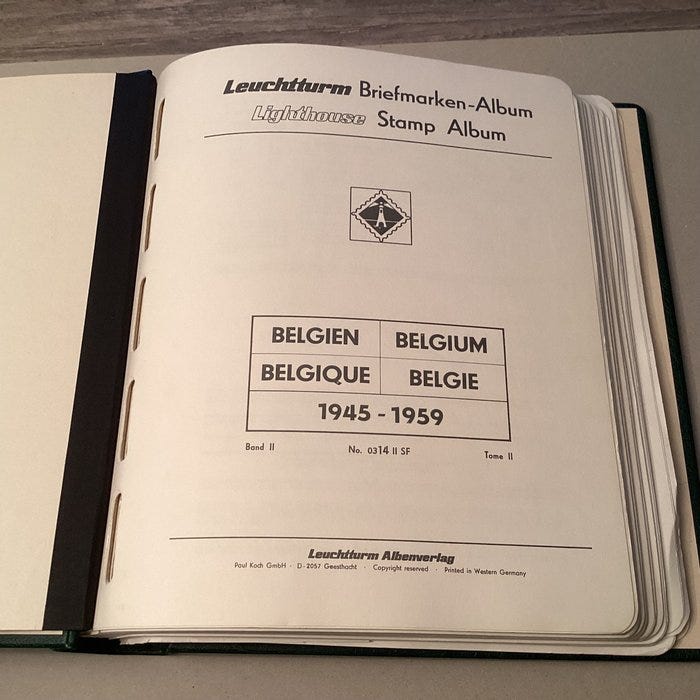 Leuchtturm Briefmarken-Album
Lighthouse Stamp Album
BELGIEN BELGIUM
BELGIQUE BELGIE
1945 - 1959
Band II No. 0314 II SF Tome II
Leuchtturm Albenverlag
Paul Koch GmbH · D-2057 Geesthacht · Copyright reserved · Printed in Western Germany